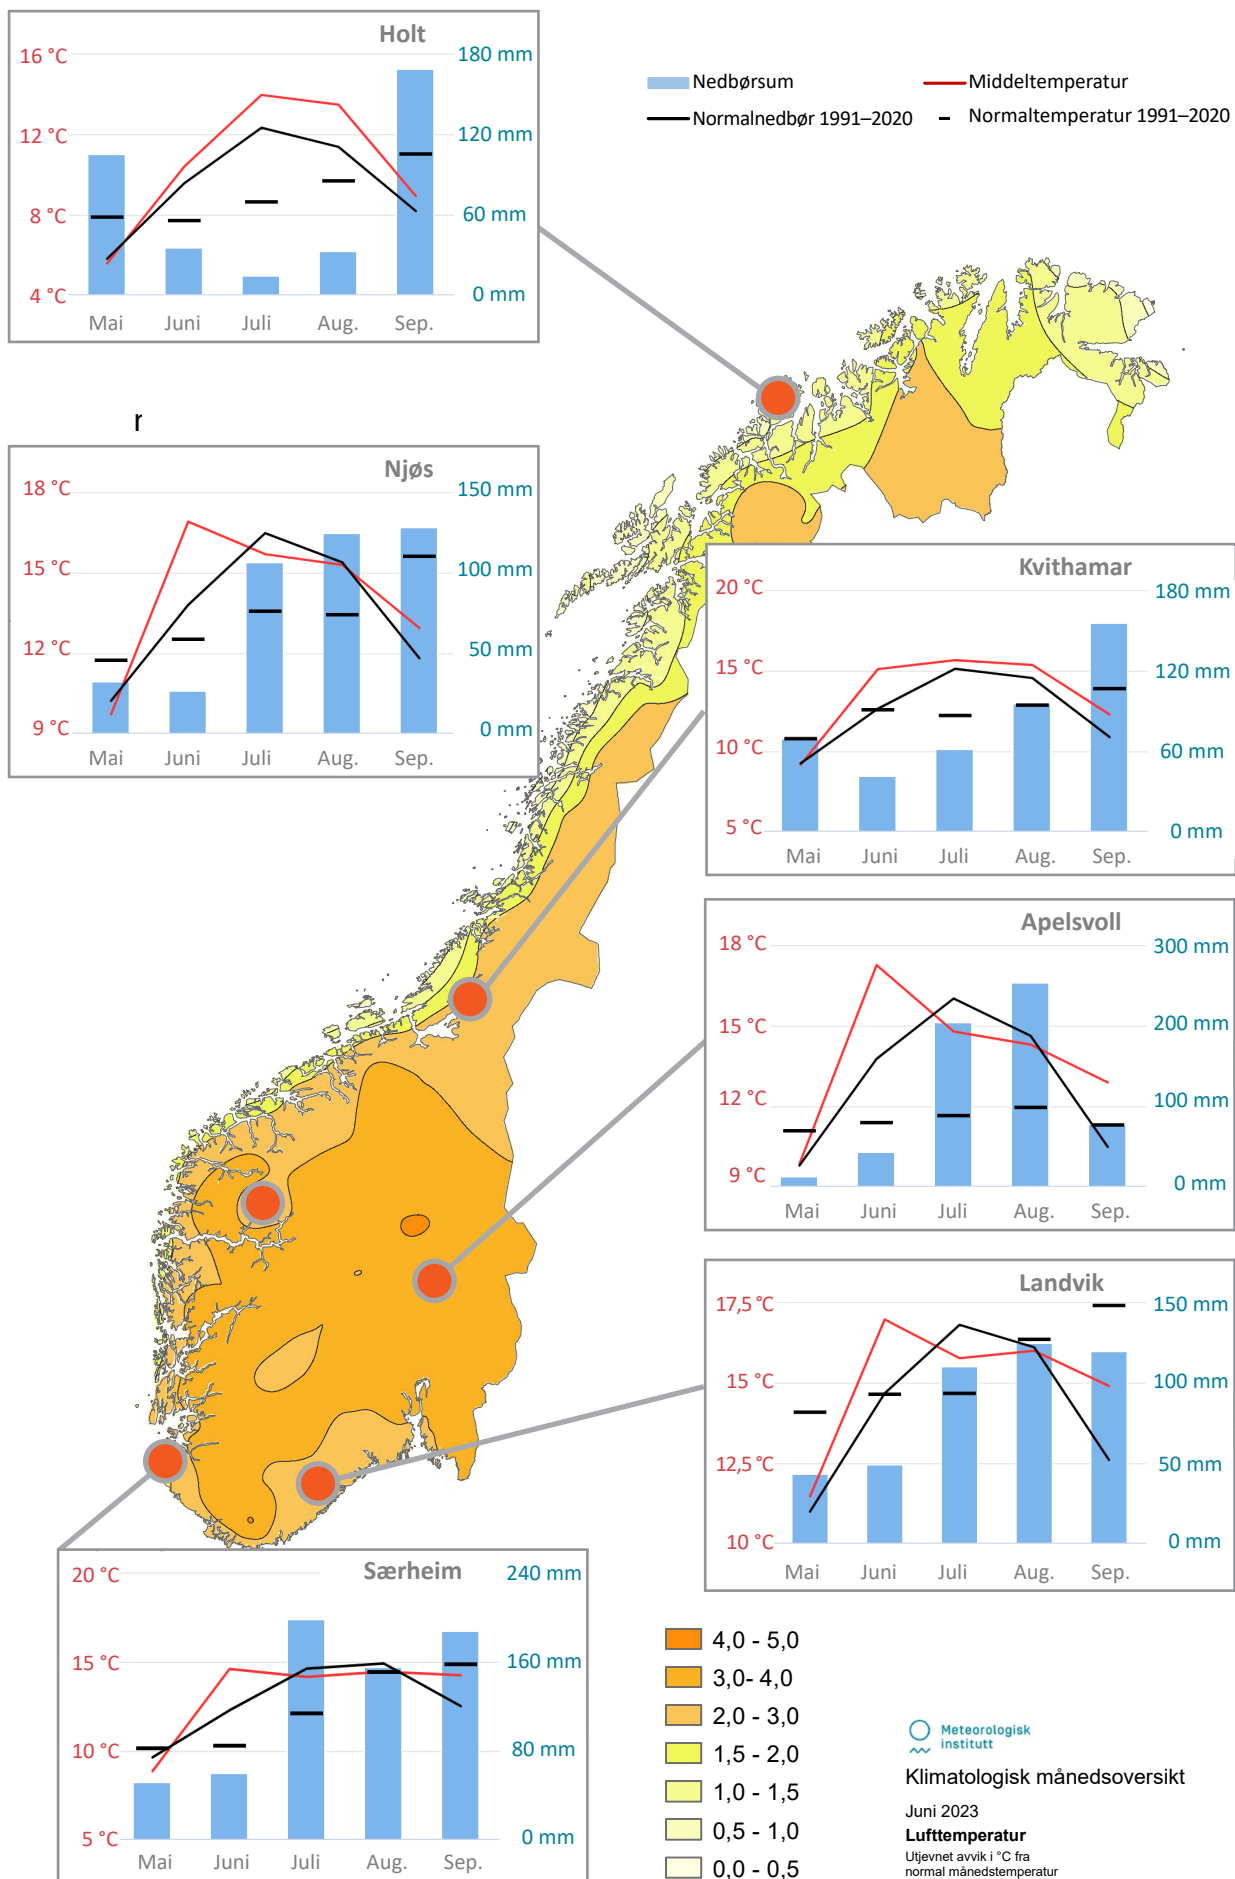 Holt
16 °C
180 mm
12 °C
120 mm
8 °C
60 mm
4 °C
0 mm
Mai Juni Juli Aug. Sep.
Nedbørsum
Middeltemperatur
Normalnedbør 1991–2020
Normaltemperatur 1991–2020
r
Njøs
18 °C
150 mm
15 °C
100 mm
12 °C
50 mm
9 °C
0 mm
Mai Juni Juli Aug. Sep.
Kvithamar
20 °C
180 mm
15 °C
120 mm
10 °C
60 mm
5 °C
0 mm
Mai Juni Juli Aug. Sep.
Apelsvoll
18 °C
300 mm
15 °C
200 mm
12 °C
100 mm
9 °C
0 mm
Mai Juni Juli Aug. Sep.
Landvik
17,5 °C
150 mm
15 °C
100 mm
12,5 °C
50 mm
10 °C
0 mm
Mai Juni Juli Aug. Sep.
Særheim
20 °C
240 mm
15 °C
160 mm
10 °C
80 mm
5 °C
0 mm
Mai Juni Juli Aug. Sep.
4,0 - 5,0
3,0- 4,0
2,0 - 3,0
1,5 - 2,0
1,0 - 1,5
0,5 - 1,0
0,0 - 0,5
Meteorologisk
institutt
Klimatologisk månedsoversikt
Juni 2023
Lufttemperatur
Utjevnet avvik i °C fra
normal månedstemperatur